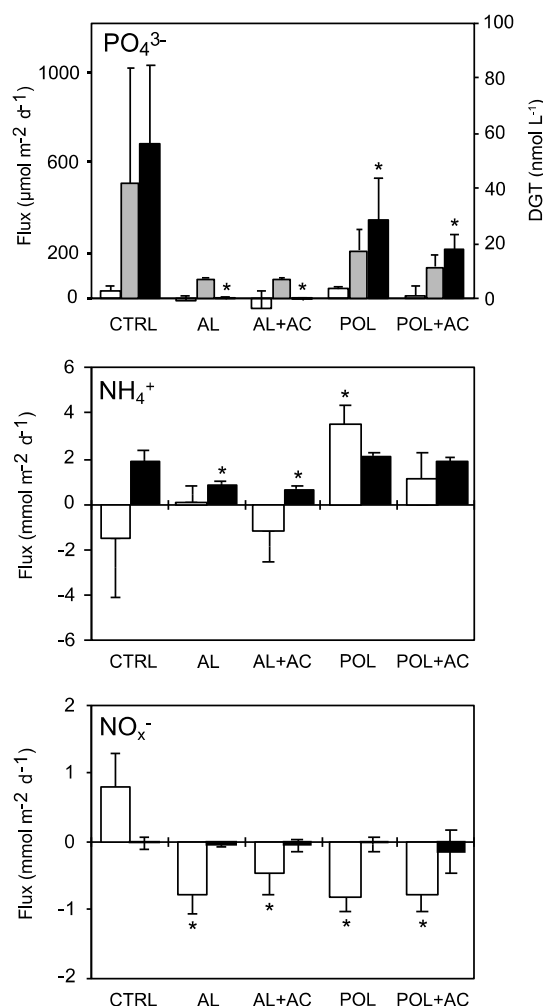 PO₄³⁻
Flux (µmol m⁻² d⁻¹)
1000
600
200
0
100
80
60
40
20
0
DGT (nmol L⁻¹)
* * * *
CTRL AL AL+AC POL POL+AC
NH₄⁺
Flux (mmol m⁻² d⁻¹)
6
4
2
0
-2
-4
-6
* * *
CTRL AL AL+AC POL POL+AC
NOₓ⁻
Flux (mmol m⁻² d⁻¹)
2
1
0
-1
-2
* * * *
CTRL AL AL+AC POL POL+AC